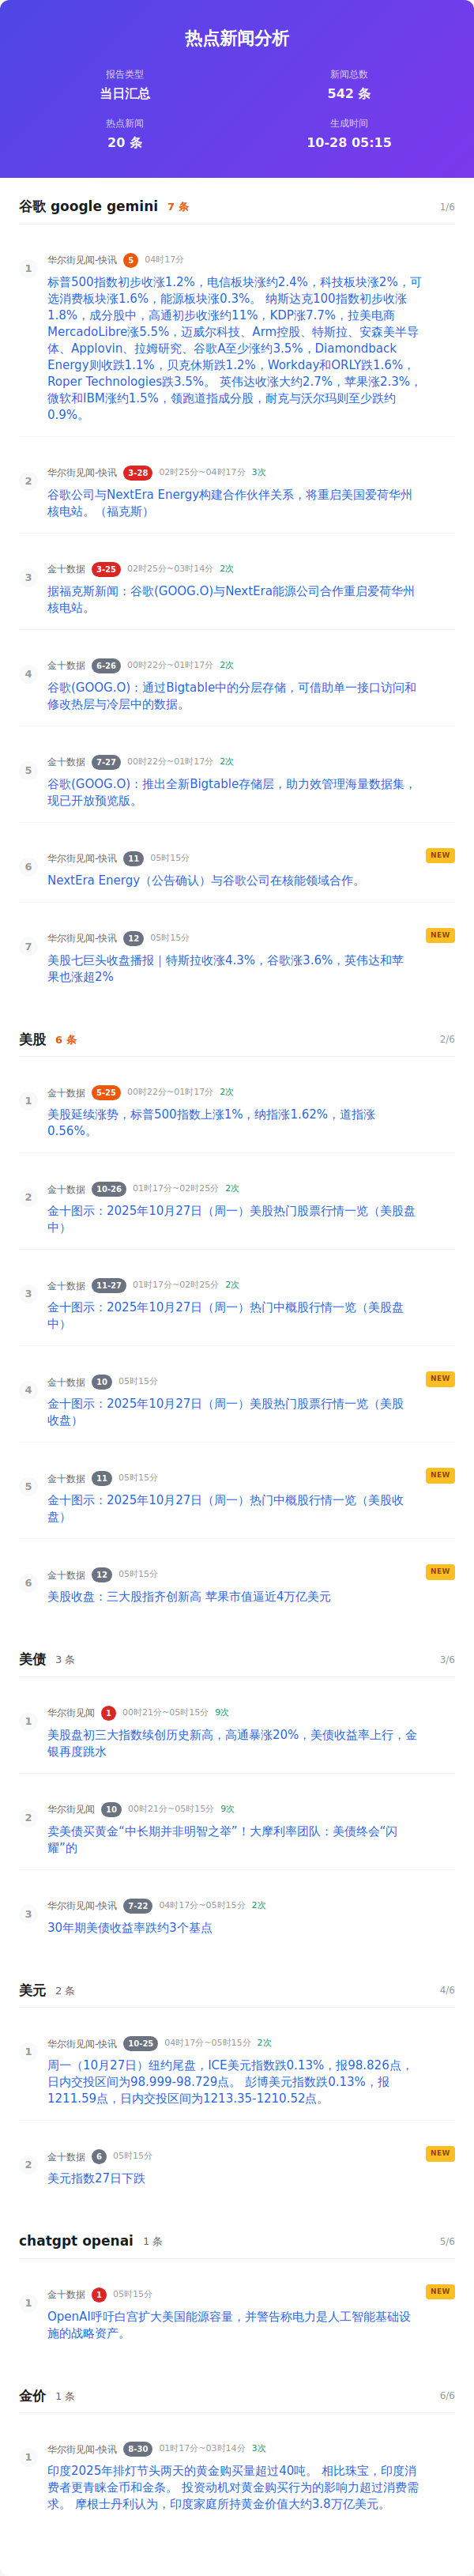 热点新闻分析
报告类型
当日汇总
新闻总数
542 条
热点新闻
20 条
生成时间
10-28 05:15
谷歌 google gemini 7 条 1/6
1
华尔街见闻-快讯 5 04时17分
标普500指数初步收涨1.2%，电信板块涨约2.4%，科技板块涨2%，可
选消费板块涨1.6%，能源板块涨0.3%。 纳斯达克100指数初步收涨
1.8%，成分股中，高通初步收涨约11%，KDP涨7.7%，拉美电商
MercadoLibre涨5.5%，迈威尔科技、Arm控股、特斯拉、安森美半导
体、Applovin、拉姆研究、谷歌A至少涨约3.5%，Diamondback
Energy则收跌1.1%，贝克休斯跌1.2%，Workday和ORLY跌1.6%，
Roper Technologies跌3.5%。 英伟达收涨大约2.7%，苹果涨2.3%，
微软和IBM涨约1.5%，领跑道指成分股，耐克与沃尔玛则至少跌约
0.9%。
2
华尔街见闻-快讯 3-28 02时25分~04时17分 3次
谷歌公司与NextEra Energy构建合作伙伴关系，将重启美国爱荷华州
核电站。（福克斯）
3
金十数据 3-25 02时25分~03时14分 2次
据福克斯新闻：谷歌(GOOG.O)与NextEra能源公司合作重启爱荷华州
核电站。
4
金十数据 6-26 00时22分~01时17分 2次
谷歌(GOOG.O)：通过Bigtable中的分层存储，可借助单一接口访问和
修改热层与冷层中的数据。
5
金十数据 7-27 00时22分~01时17分 2次
谷歌(GOOG.O)：推出全新Bigtable存储层，助力效管理海量数据集，
现已开放预览版。
6
华尔街见闻-快讯 11 05时15分 NEW
NextEra Energy（公告确认）与谷歌公司在核能领域合作。
7
华尔街见闻-快讯 12 05时15分 NEW
美股七巨头收盘播报｜特斯拉收涨4.3%，谷歌涨3.6%，英伟达和苹
果也涨超2%
美股 6 条 2/6
1
金十数据 5-25 00时22分~01时17分 2次
美股延续涨势，标普500指数上涨1%，纳指涨1.62%，道指涨
0.56%。
2
金十数据 10-26 01时17分~02时25分 2次
金十图示：2025年10月27日（周一）美股热门股票行情一览（美股盘
中）
3
金十数据 11-27 01时17分~02时25分 2次
金十图示：2025年10月27日（周一）热门中概股行情一览（美股盘
中）
4
金十数据 10 05时15分 NEW
金十图示：2025年10月27日（周一）美股热门股票行情一览（美股
收盘）
5
金十数据 11 05时15分 NEW
金十图示：2025年10月27日（周一）热门中概股行情一览（美股收
盘）
6
金十数据 12 05时15分 NEW
美股收盘：三大股指齐创新高 苹果市值逼近4万亿美元
美债 3 条 3/6
1
华尔街见闻 1 00时21分~05时15分 9次
美股盘初三大指数续创历史新高，高通暴涨20%，美债收益率上行，金
银再度跳水
2
华尔街见闻 10 00时21分~05时15分 9次
卖美债买黄金“中长期并非明智之举”！大摩利率团队：美债终会“闪
耀”的
3
华尔街见闻-快讯 7-22 04时17分~05时15分 2次
30年期美债收益率跌约3个基点
美元 2 条 4/6
1
华尔街见闻-快讯 10-25 04时17分~05时15分 2次
周一（10月27日）纽约尾盘，ICE美元指数跌0.13%，报98.826点，
日内交投区间为98.999-98.729点。 彭博美元指数跌0.13%，报
1211.59点，日内交投区间为1213.35-1210.52点。
2
金十数据 6 05时15分 NEW
美元指数27日下跌
chatgpt openai 1 条 5/6
1
金十数据 1 05时15分 NEW
OpenAI呼吁白宫扩大美国能源容量，并警告称电力是人工智能基础设
施的战略资产。
金价 1 条 6/6
1
华尔街见闻-快讯 8-30 01时17分~03时14分 3次
印度2025年排灯节头两天的黄金购买量超过40吨。 相比珠宝，印度消
费者更青睐金币和金条。 投资动机对黄金购买行为的影响力超过消费需
求。 摩根士丹利认为，印度家庭所持黄金价值大约3.8万亿美元。